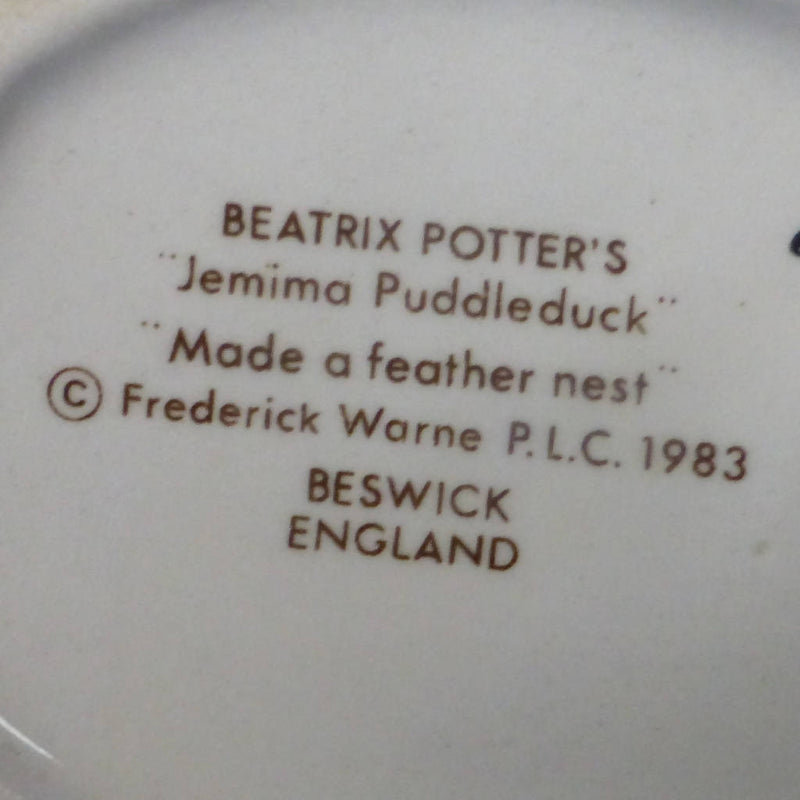 BEATRIX POTTER'S
"Jemima Puddleduck"
"Made a feather nest"
© Frederick Warne P.L.C. 1983
BESWICK
ENGLAND